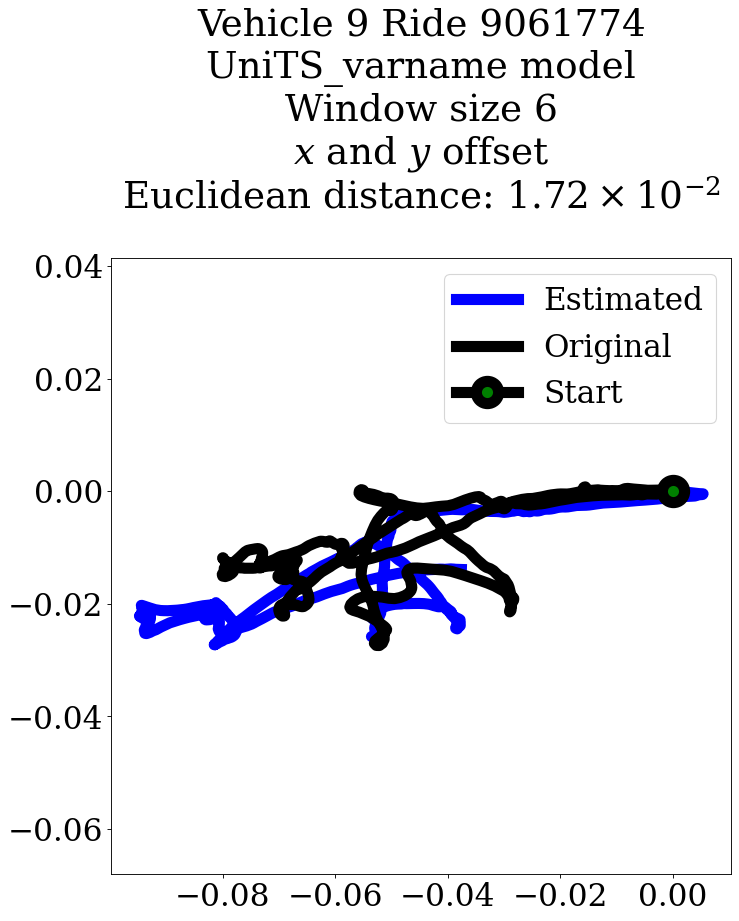 Vehicle 9 Ride 9061774
UniTS_varname model
Window size 6
x and y offset
Euclidean distance: 1.72 × 10⁻²
0.04
Estimated
Original
Start
0.02
0.00
−0.02
−0.04
−0.06
−0.08 −0.06 −0.04 −0.02 0.00